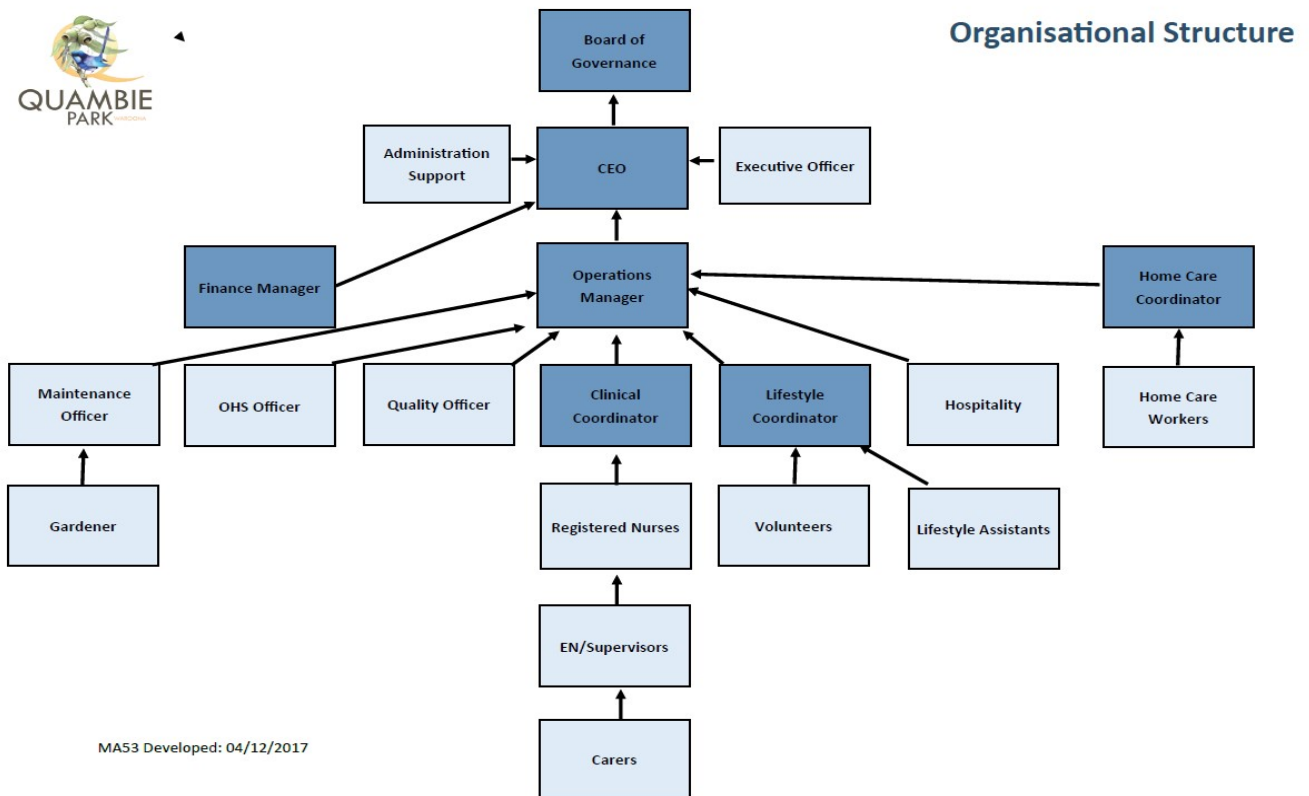 Organisational Structure
QUAMBIE
PARK WAROONA
Board of
Governance
Administration
Support
CEO
Executive Officer
Finance Manager
Operations
Manager
Home Care
Coordinator
Maintenance
Officer
OHS Officer
Quality Officer
Clinical
Coordinator
Lifestyle
Coordinator
Hospitality
Home Care
Workers
Gardener
Registered Nurses
Volunteers
Lifestyle Assistants
EN/Supervisors
Carers
MA53 Developed: 04/12/2017